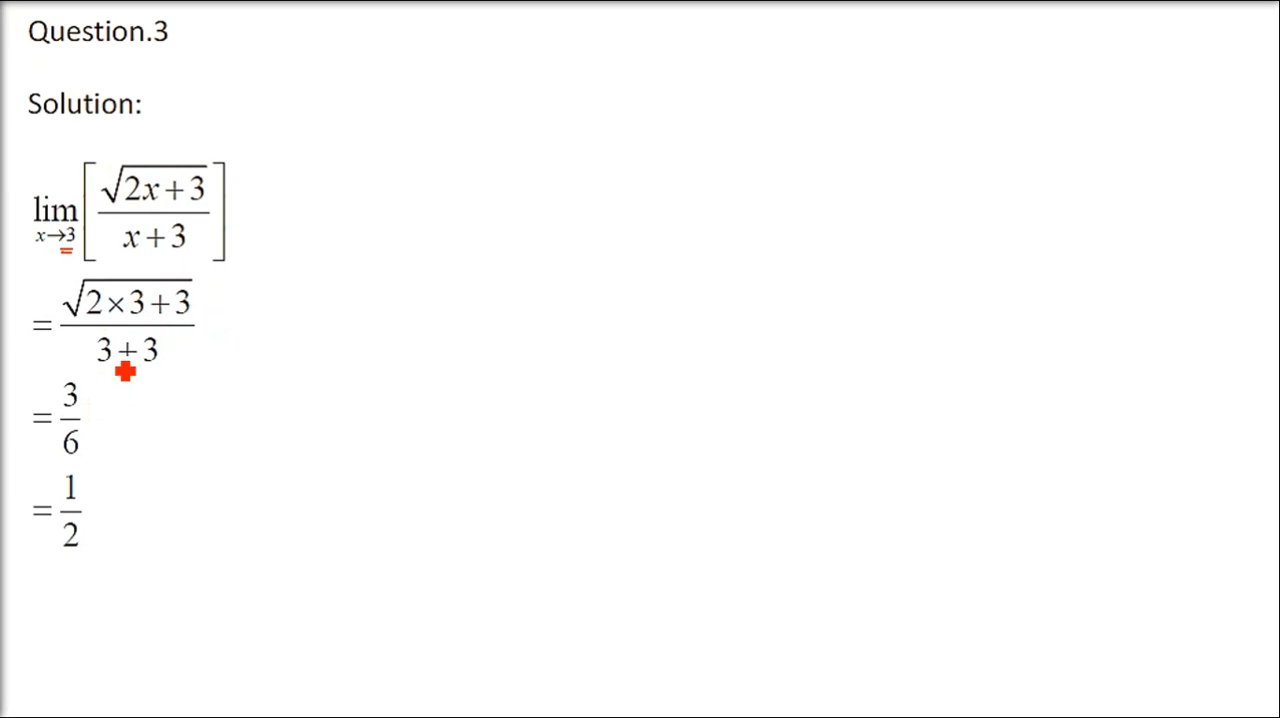 Question.3
Solution:
lim x→3 [ √(2x+3) / (x+3) ]
= √(2×3+3) / (3+3)
= 3/6
= 1/2